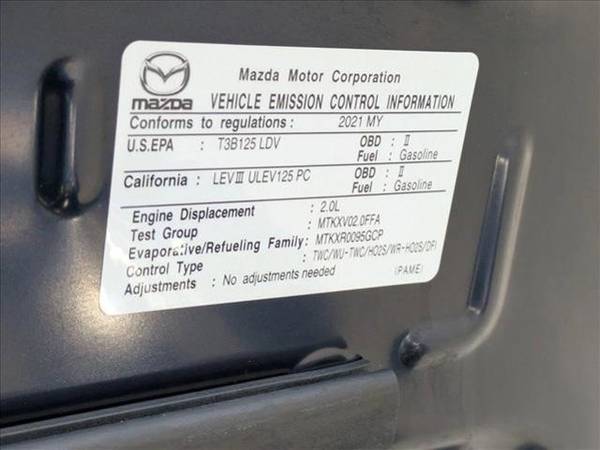 Mazda Motor Corporation
mazda VEHICLE EMISSION CONTROL INFORMATION
Conforms to regulations : 2021 MY
U.S.EPA : T3B125 LDV OBD : II
Fuel : Gasoline
California : LEVIII ULEV125 PC OBD : II
Fuel : Gasoline
Engine Displacement : 2.0L
Test Group : MTKXV02.0FFA
Evaporative/Refueling Family: MTKXR0095GCP
Control Type : TWC/WU-TWC/HO2S/WR-HO2S/DFI
Adjustments : No adjustments needed (PAME)